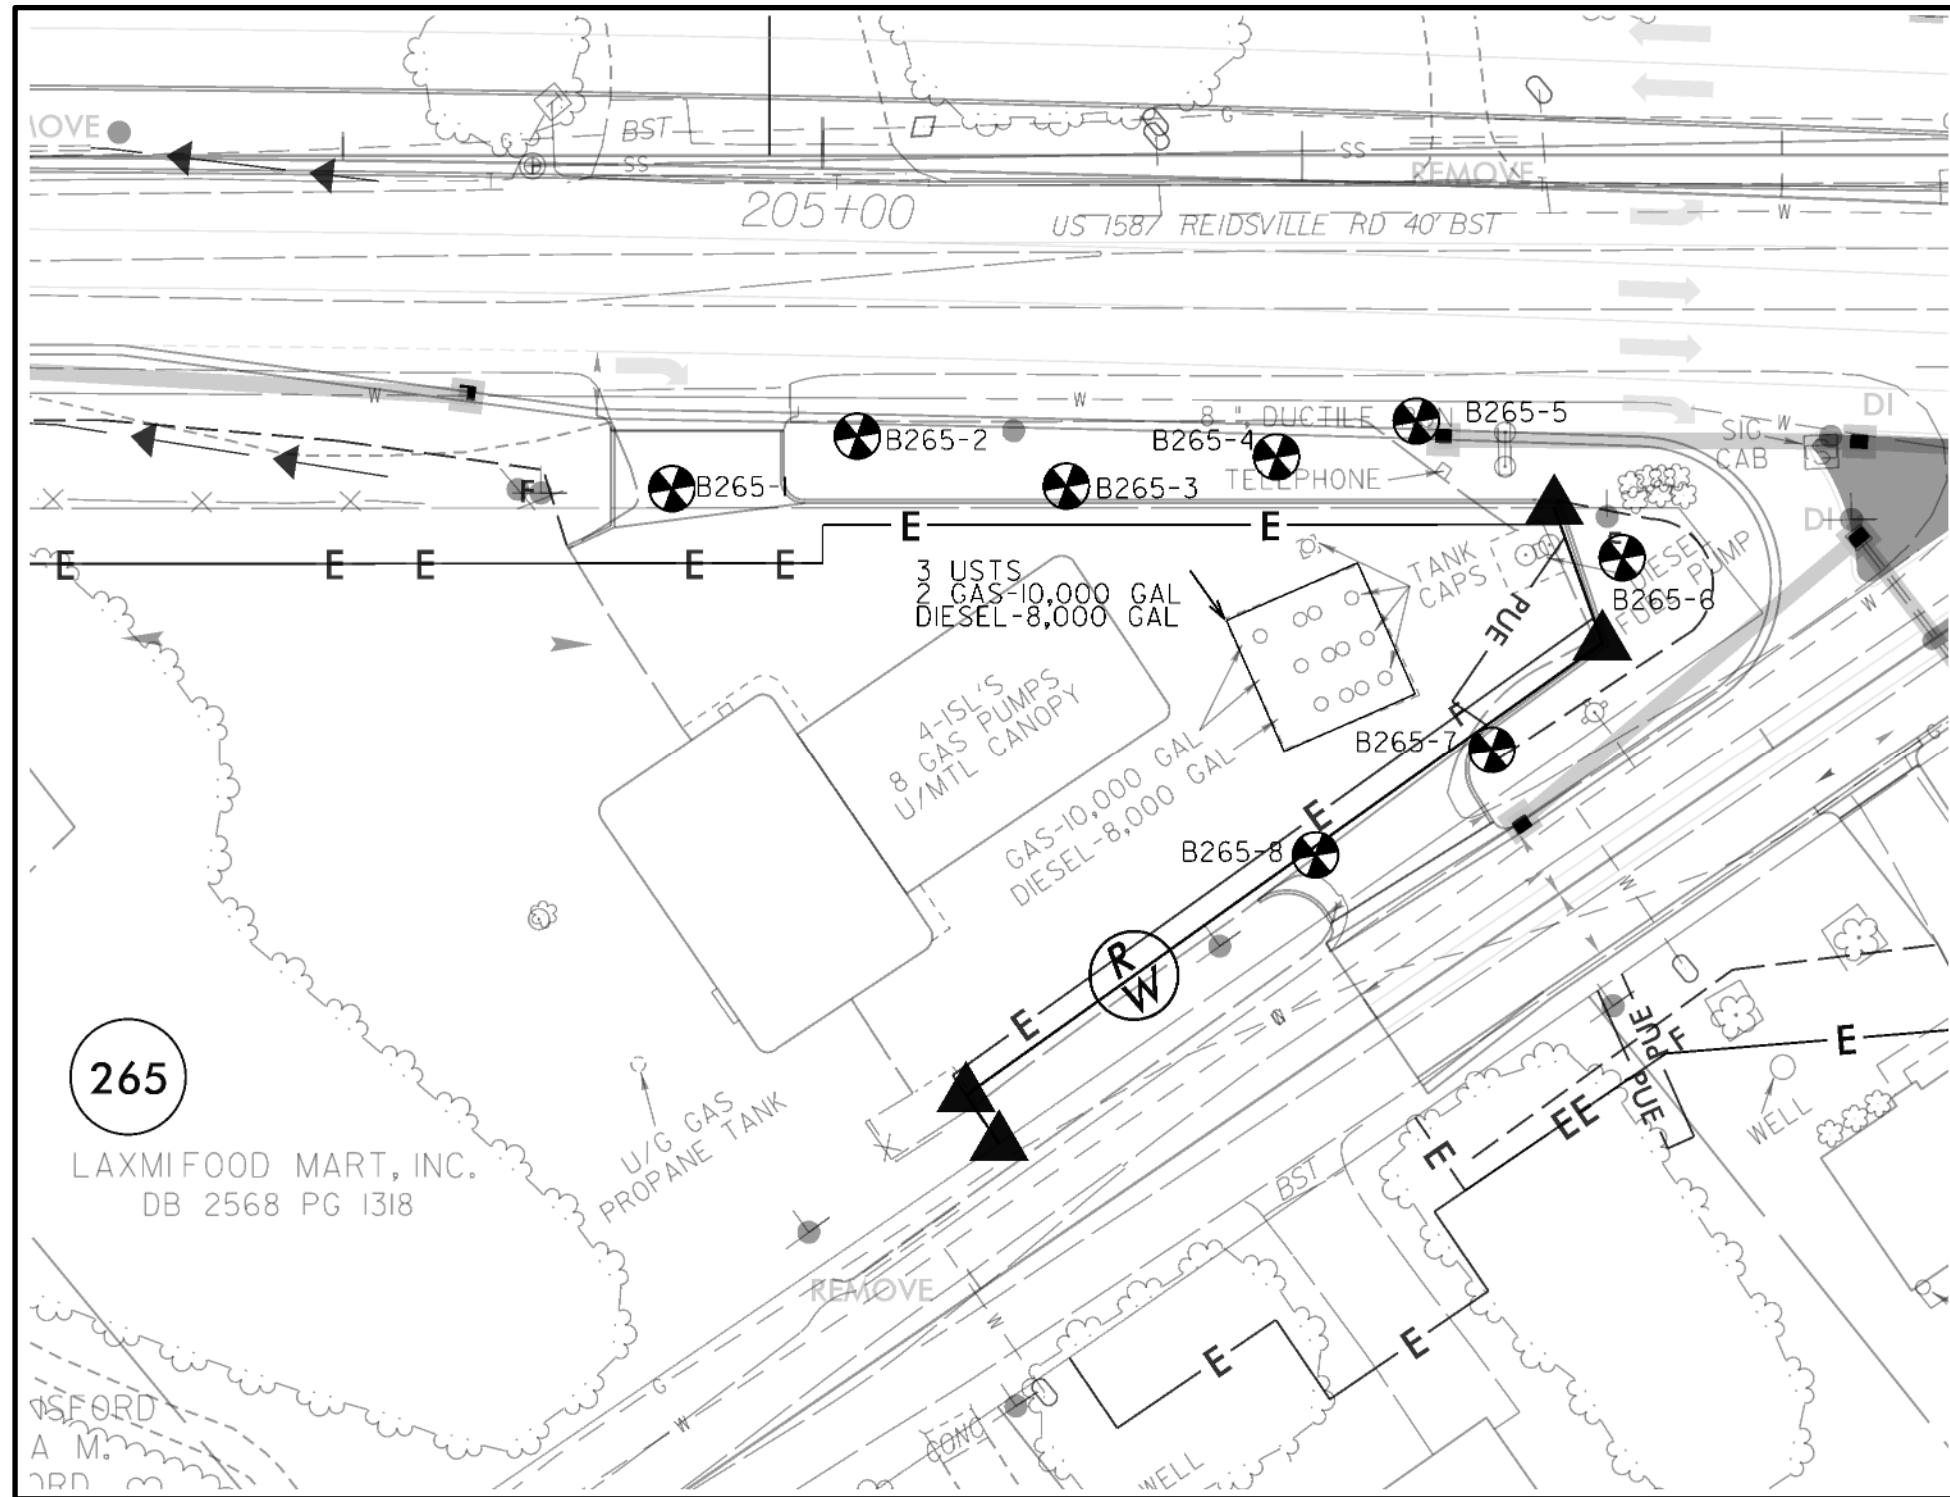 BST
G
G
SS
SS
REMOVE
205+00
US 158 REIDSVILLE RD 40' BST
W
W
W
8", DUCTILE
B265-5
DI
B265-2
B265-4
SIG
CAB
W
B265-1
B265-3
TELEPHONE
F
E
E
DI
E
E
E
E
E
3 USTS
2 GAS-10,000 GAL
DIESEL-8,000 GAL
TANK
CAPS
DIESEL
FUEL PUMP
B265-6
PUE
4-ISL'S
8 GAS PUMPS
U/MTL CANOPY
F
B265-7
GAS-10,000 GAL
DIESEL-8,000 GAL
E
B265-8
W
R
W
E
W
265
LAXMI FOOD MART, INC.
DB 2568 PG 1318
U/G GAS
PROPANE TANK
PUE
PUE
PUE
F
E
WELL
EE
E
BST
REMOVE
W
E
E
G
W
CONC
WELL
A M.